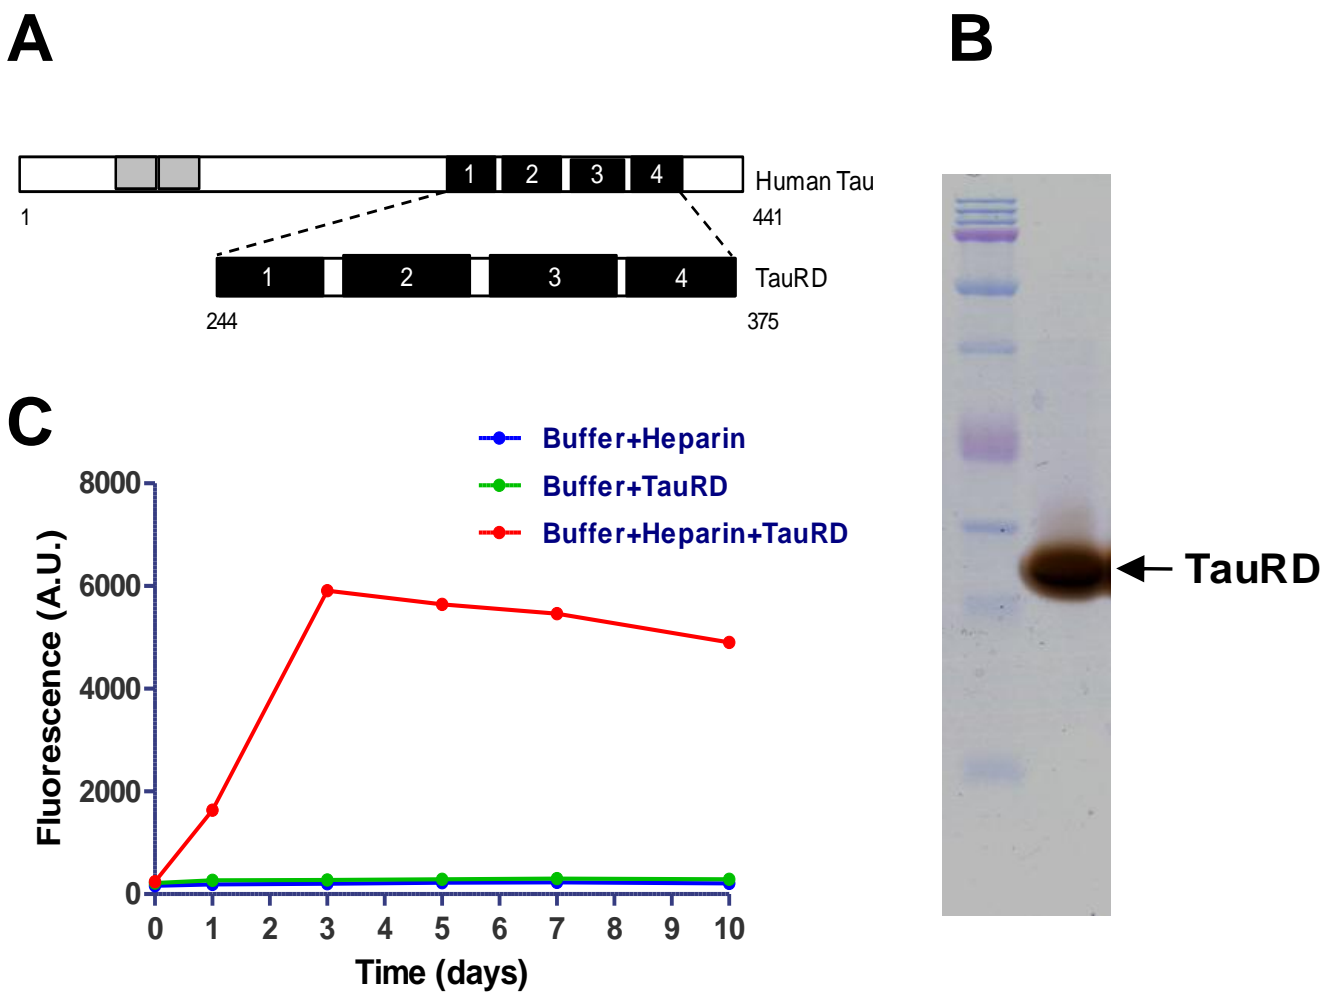 A
B
1 2 3 4
Human Tau
1
441
1 2 3 4
TauRD
244
375
TauRD
C
Buffer+Heparin
Buffer+TauRD
Buffer+Heparin+TauRD
Fluorescence (A.U.)
8000
6000
4000
2000
0
0 1 2 3 4 5 6 7 8 9 10
Time (days)